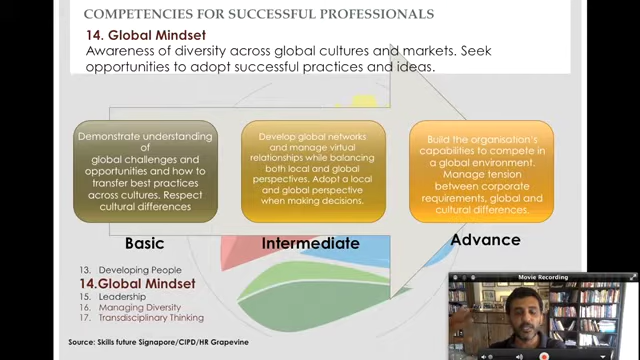 COMPETENCIES FOR SUCCESSFUL PROFESSIONALS
14. Global Mindset
Awareness of diversity across global cultures and markets. Seek
opportunities to adopt successful practices and ideas.
Demonstrate understanding
of
global challenges and
opportunities and how to
transfer best practices
across cultures. Respect
cultural differences
Develop global networks
and manage virtual
relationships while balancing
both local and global
perspectives. Adopt a local
and global perspective
when making decisions.
Build the organisation's
capabilities to compete in
a global environment.
Manage tension
between corporate
requirements, global and
cultural differences.
Basic
Intermediate
Advance
13. Developing People
14.Global Mindset
15. Leadership
16. Managing Diversity
17. Transdisciplinary Thinking
Source: Skills future Signapore/CIPD/HR Grapevine
Movie Recording